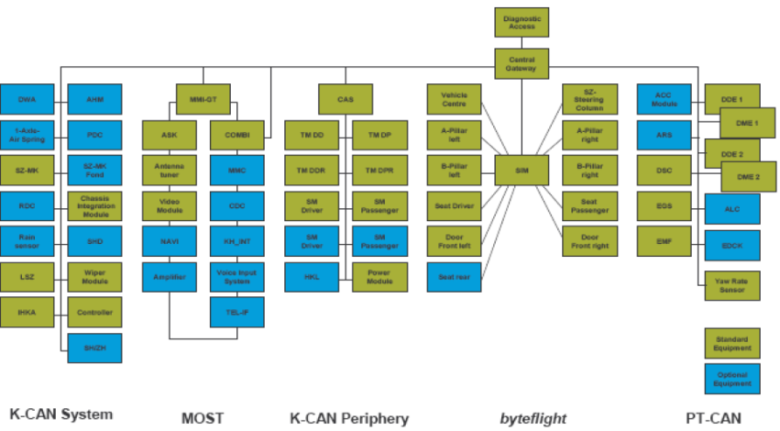 Diagnostic
Access
Central
Gateway
DWA
AHM
1-Axle-
Air Spring
PDC
SZ-MK
SZ-MK
Fond
RDC
Chassis
Integration
Module
Rain
sensor
SHD
LSZ
Wiper
Module
IHKA
Controller
SH/ZH
K-CAN System
MMI-GT
ASK
COMBI
Antenna
tuner
MMC
Video
Module
CDC
NAVI
KH_INT
Amplifier
Voice Input
System
TEL-IF
MOST
CAS
TM DD
TM DP
TM DDR
TM DPR
SM
Driver
SM
Passenger
SM
Driver
SM
Passenger
HKL
Power
Module
K-CAN Periphery
Vehicle
Centre
SZ-
Steering
Column
A-Pillar
left
A-Pillar
right
B-Pillar
left
SIM
B-Pillar
right
Seat Driver
Seat
Passenger
Door
Front left
Door
Front right
Seat rear
byteflight
ACC
Module
DDE 1
DME 1
ARS
DDE 2
DSC
DME 2
EGS
ALC
EMF
EDCK
Yaw Rate
Sensor
Standard
Equipment
Optional
Equipment
PT-CAN